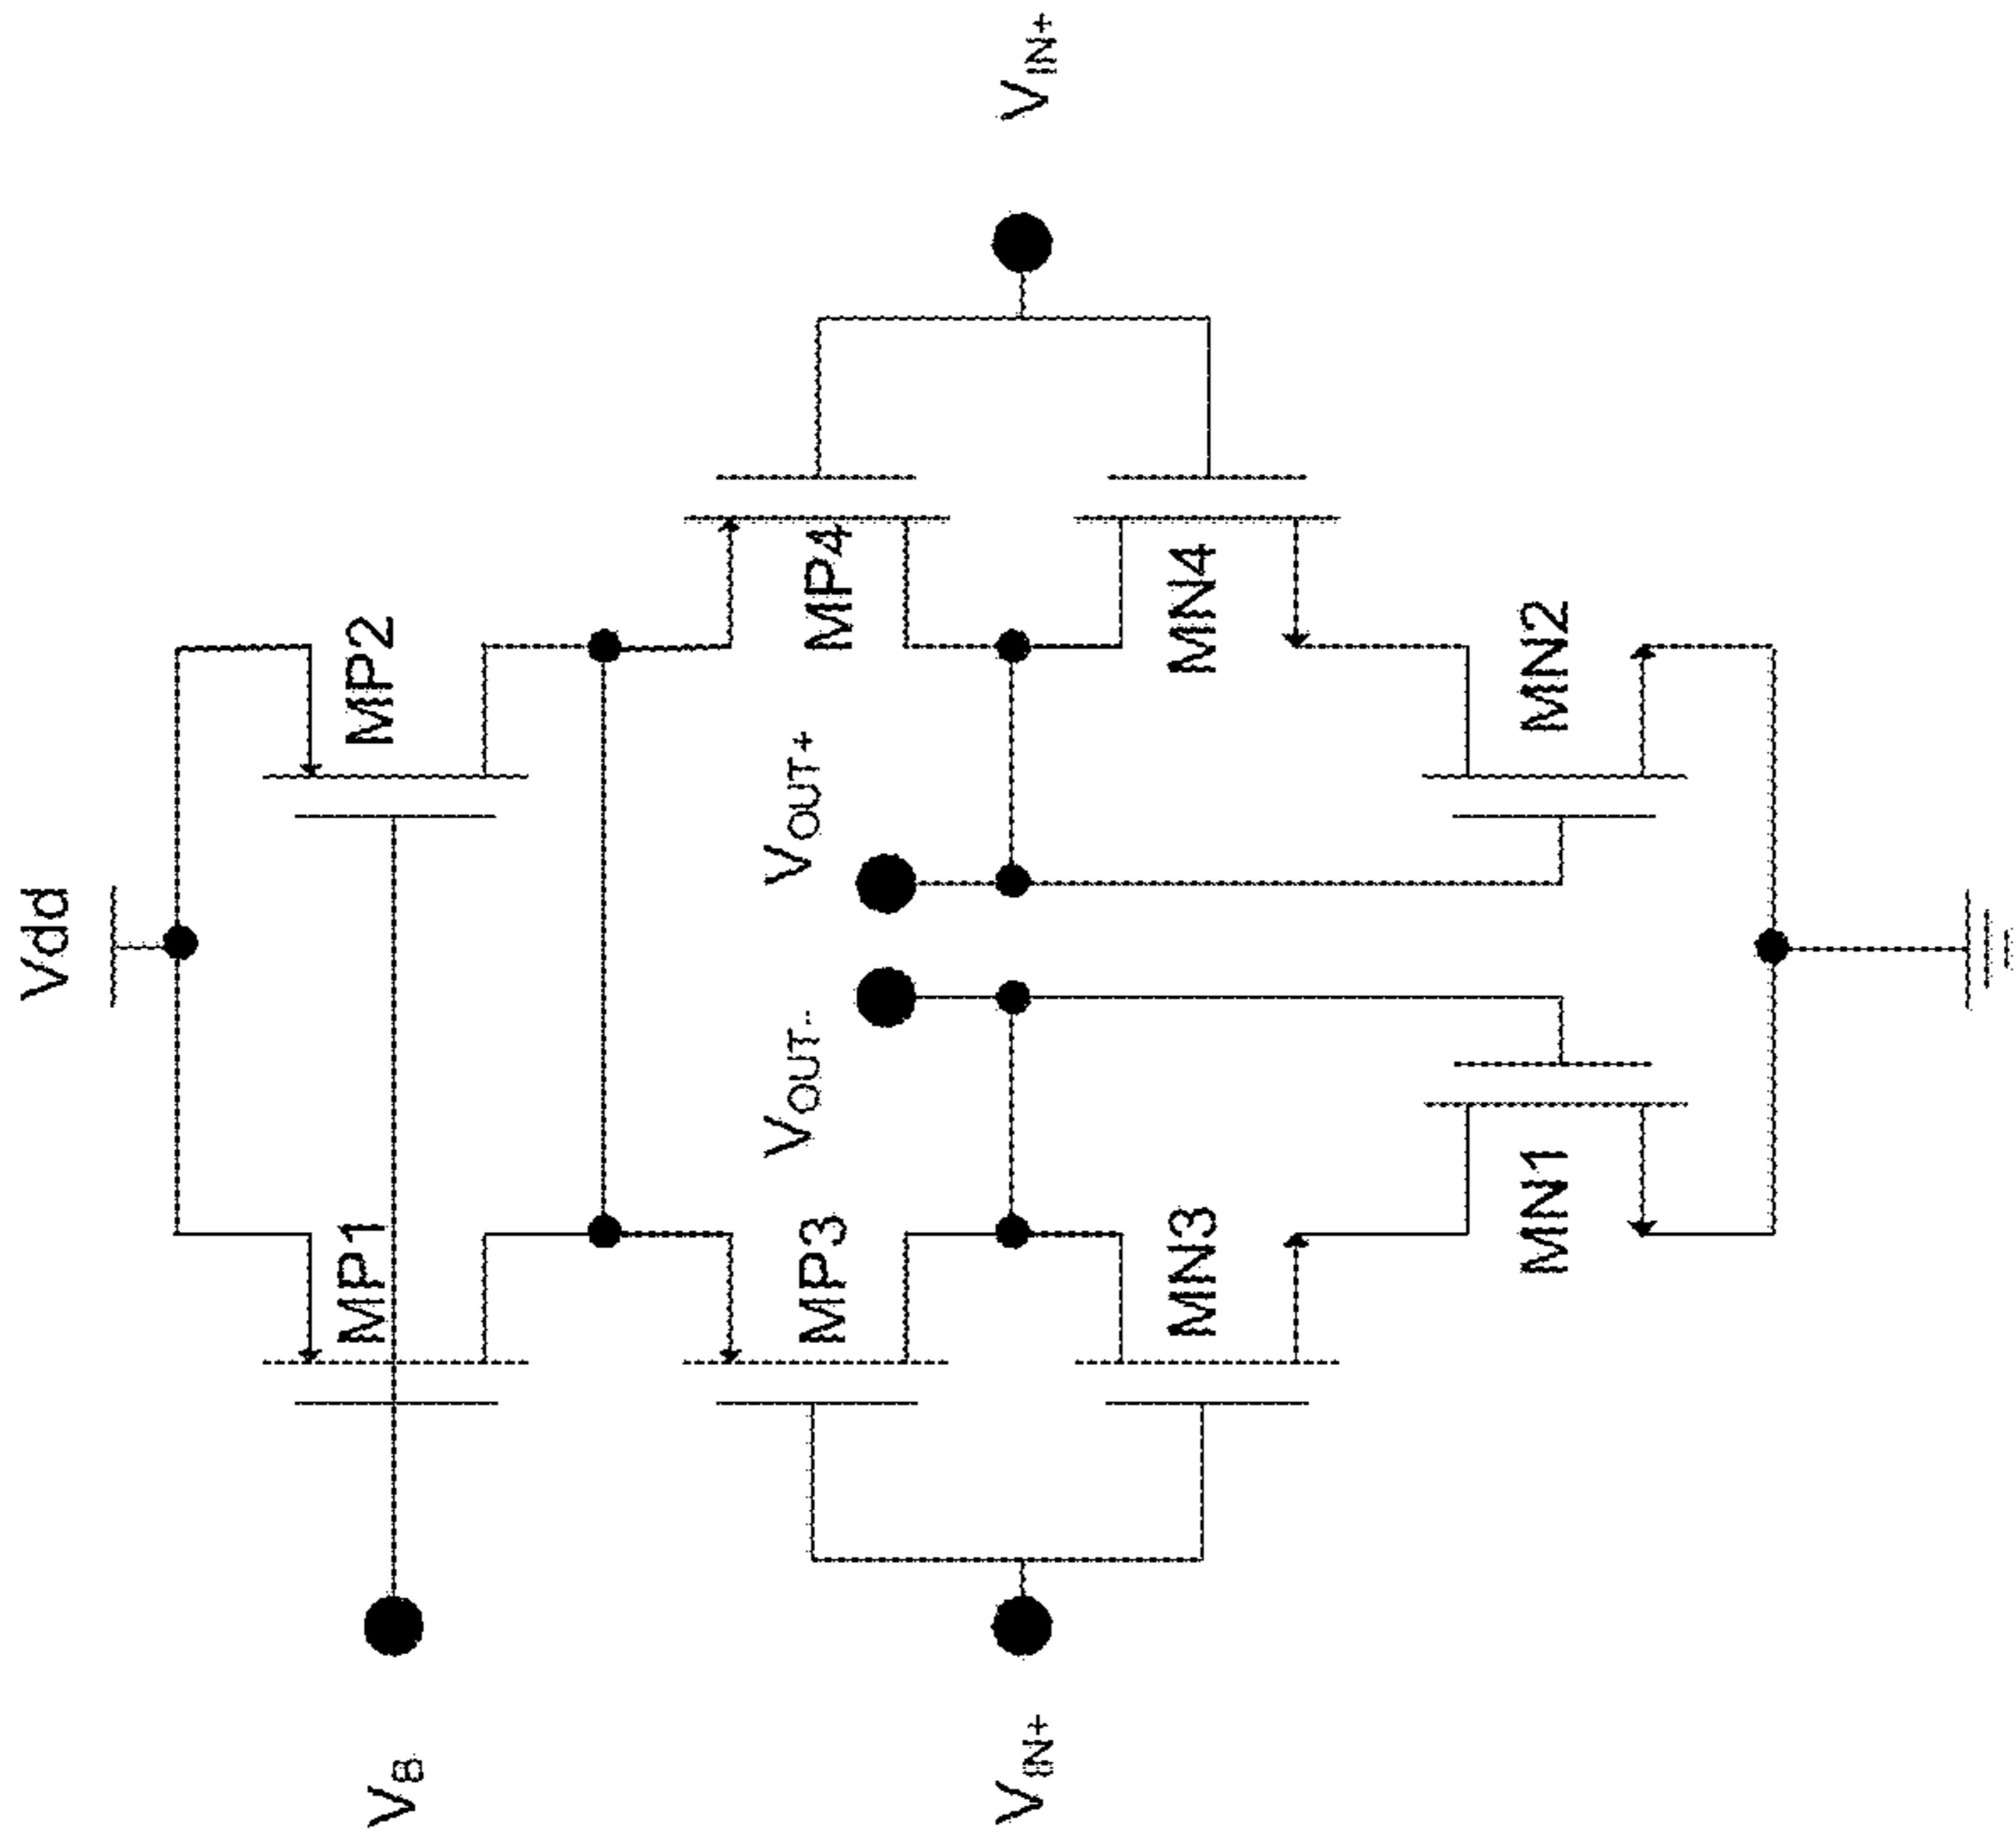 Vdd
MP1
MP2
VB
MP3
MP4
VOUT-
VOUT+
VIN+
VIN+
MN3
MN4
MN1
MN2